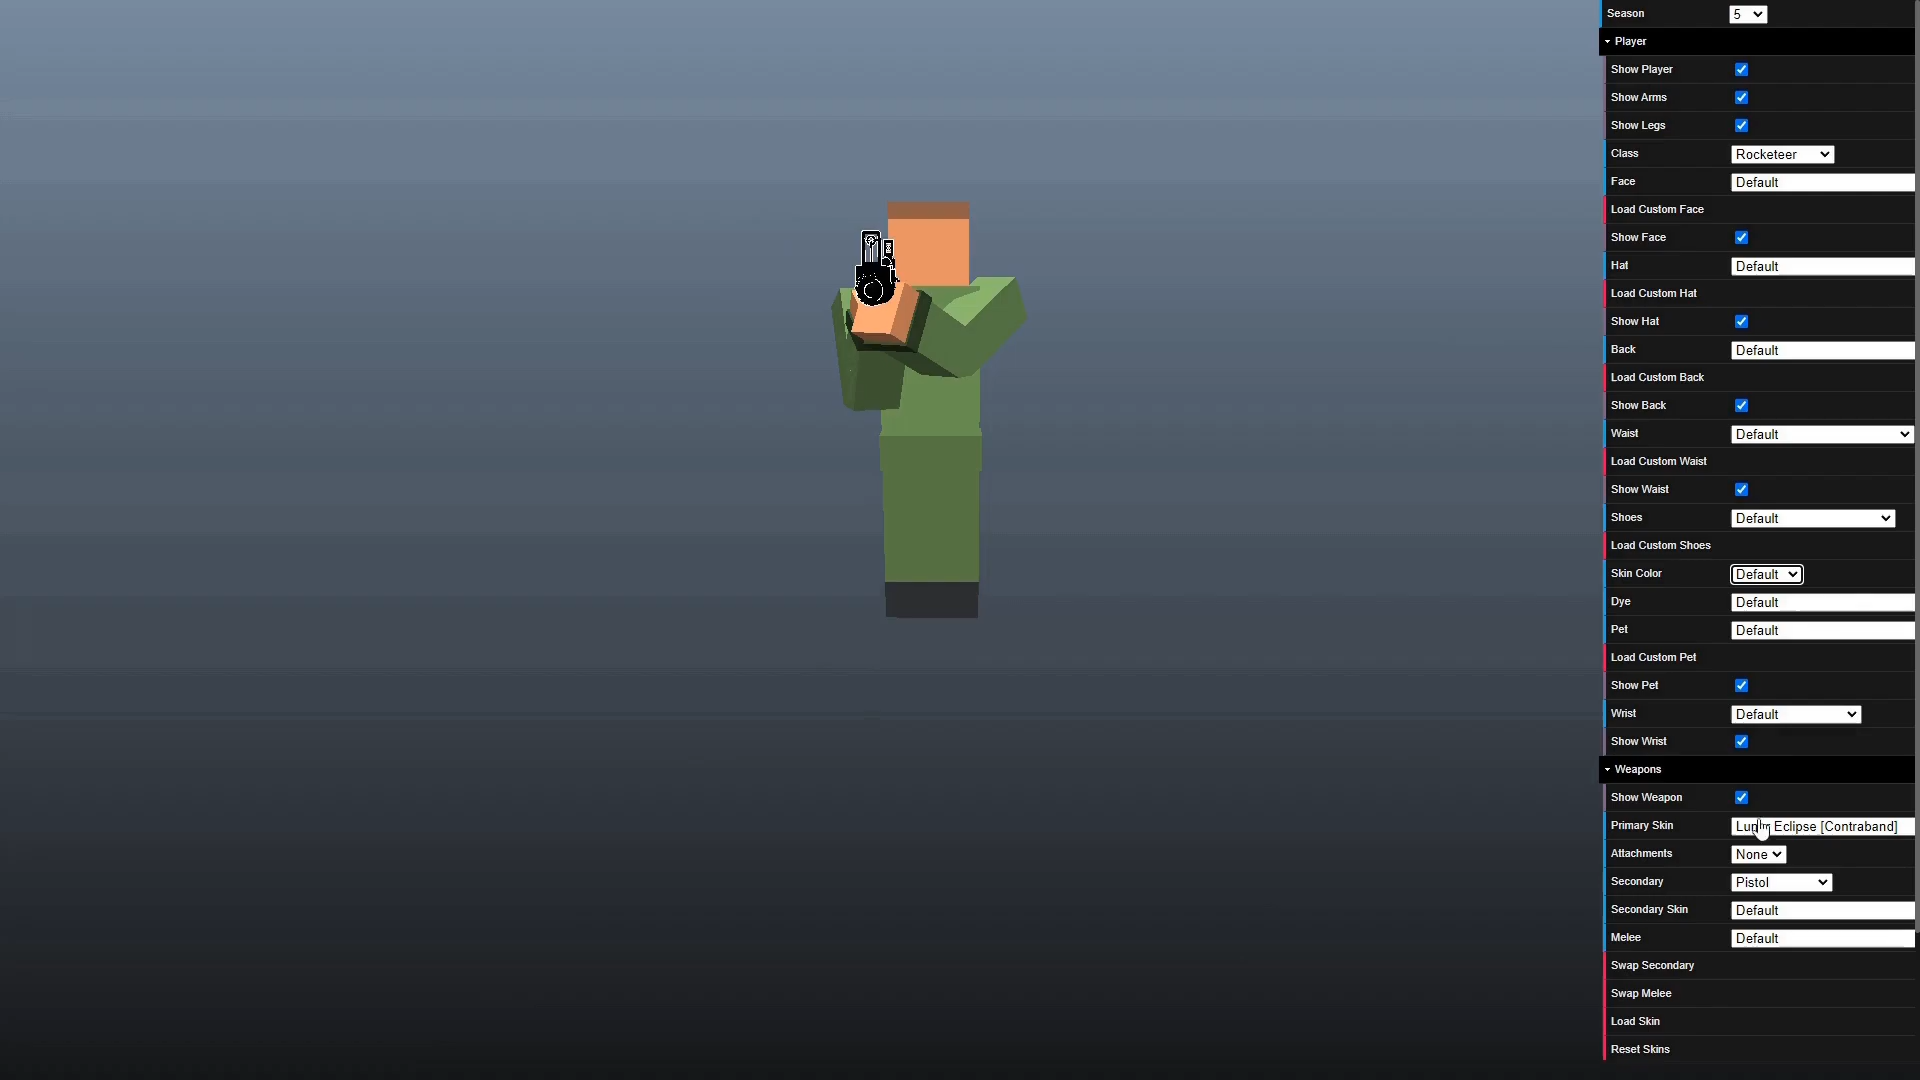 Season 5
Player
Show Player
Show Arms
Show Legs
Class Rocketeer
Face Default
Load Custom Face
Show Face
Hat Default
Load Custom Hat
Show Hat
Back Default
Load Custom Back
Show Back
Waist Default
Load Custom Waist
Show Waist
Shoes Default
Load Custom Shoes
Skin Color Default
Dye Default
Pet Default
Load Custom Pet
Show Pet
Wrist Default
Show Wrist
Weapons
Show Weapon
Primary Skin Eclipse [Contraband]
Attachments None
Secondary Pistol
Secondary Skin Default
Melee Default
Swap Secondary
Swap Melee
Load Skin
Reset Skins